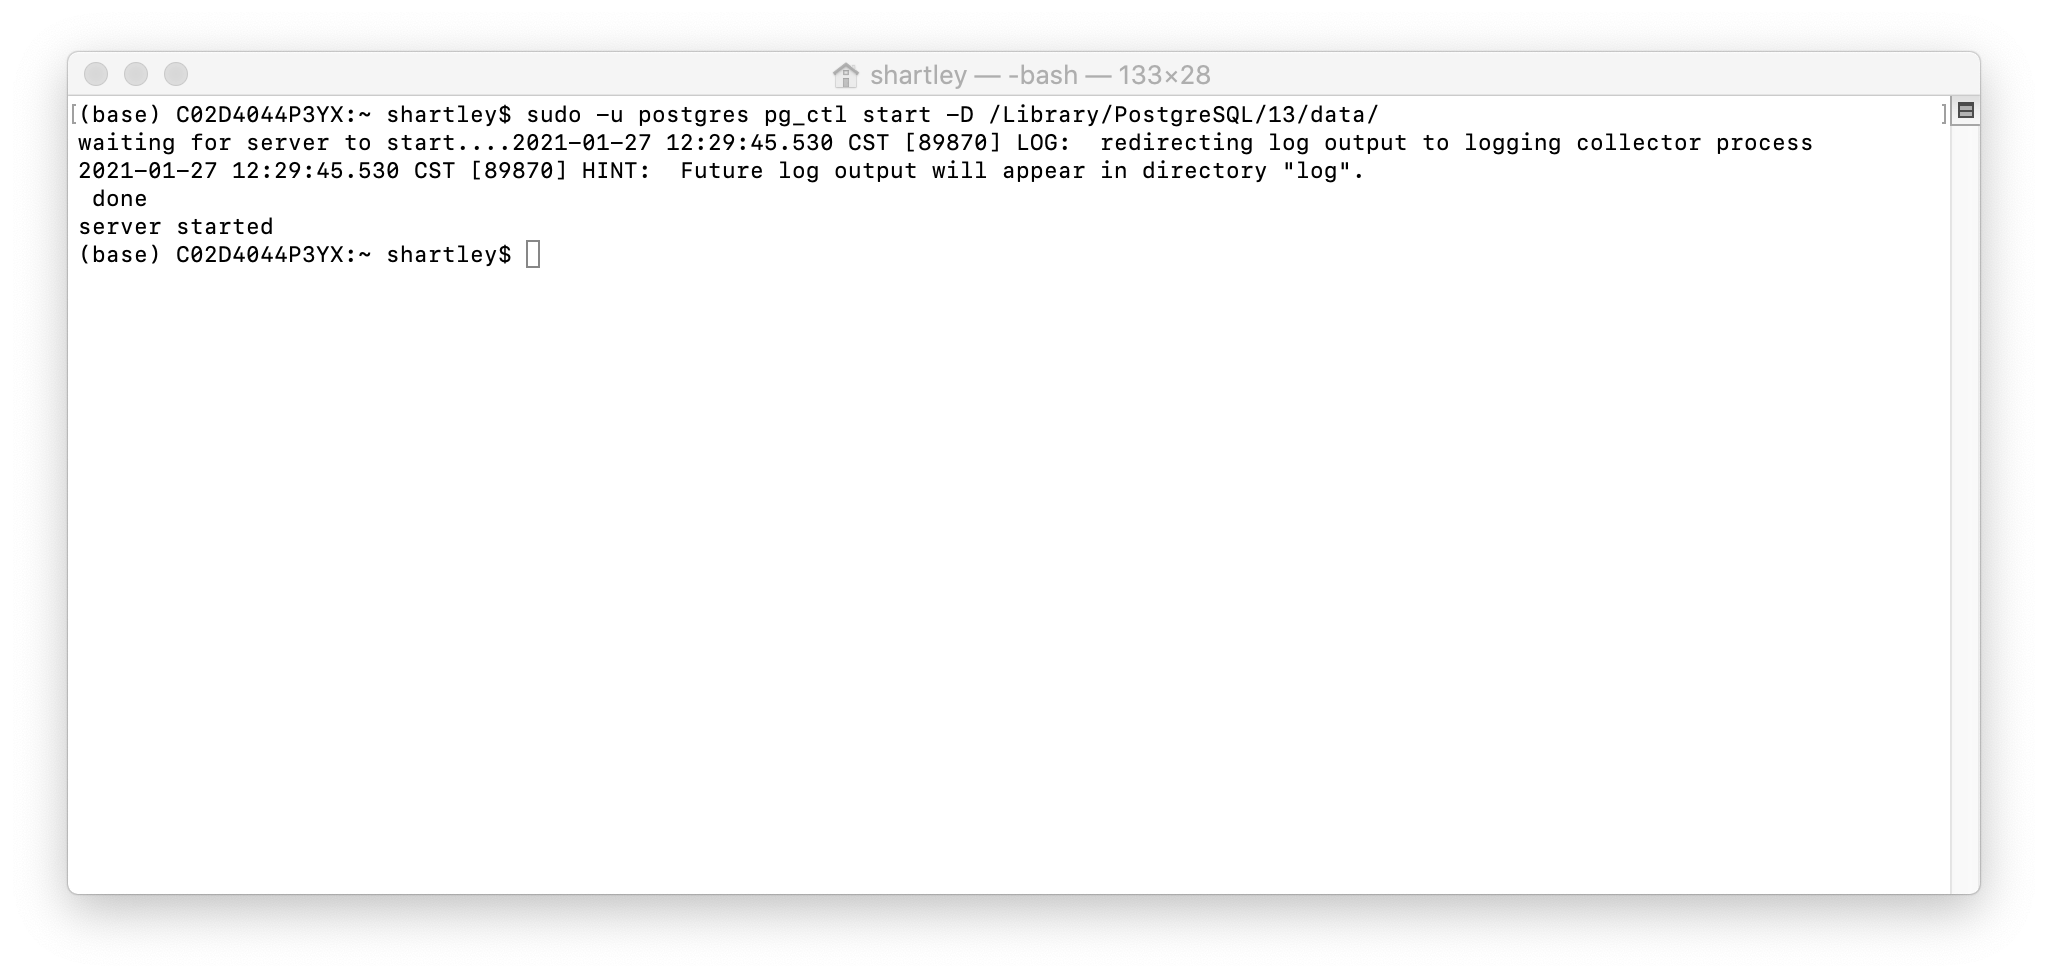 shartley — -bash — 133×28
(base) C02D4044P3YX:~ shartley$ sudo -u postgres pg_ctl start -D /Library/PostgreSQL/13/data/
waiting for server to start....2021-01-27 12:29:45.530 CST [89870] LOG:  redirecting log output to logging collector process
2021-01-27 12:29:45.530 CST [89870] HINT:  Future log output will appear in directory "log".
 done
server started
(base) C02D4044P3YX:~ shartley$